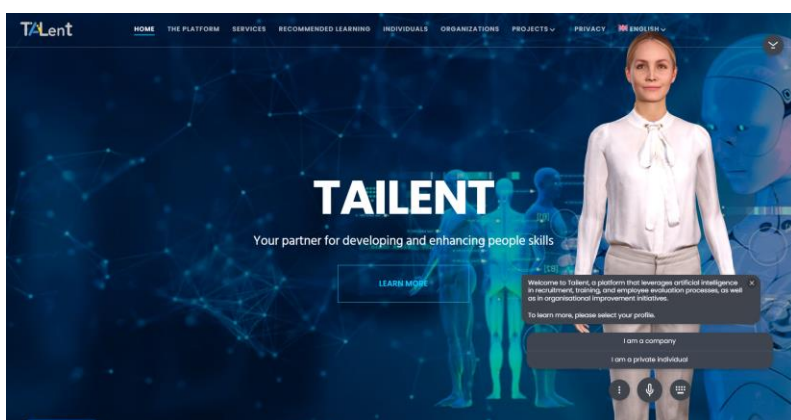 TAILent
HOME THE PLATFORM SERVICES RECOMMENDED LEARNING INDIVIDUALS ORGANIZATIONS PROJECTS PRIVACY ENGLISH
TAILENT
Your partner for developing and enhancing people skills
LEARN MORE
Welcome to Tailent, a platform that leverages artificial intelligence
in recruitment, training, and employee evaluation processes, as well
as in organisational improvement initiatives.
To learn more, please select your profile.
I am a company
I am a private individual